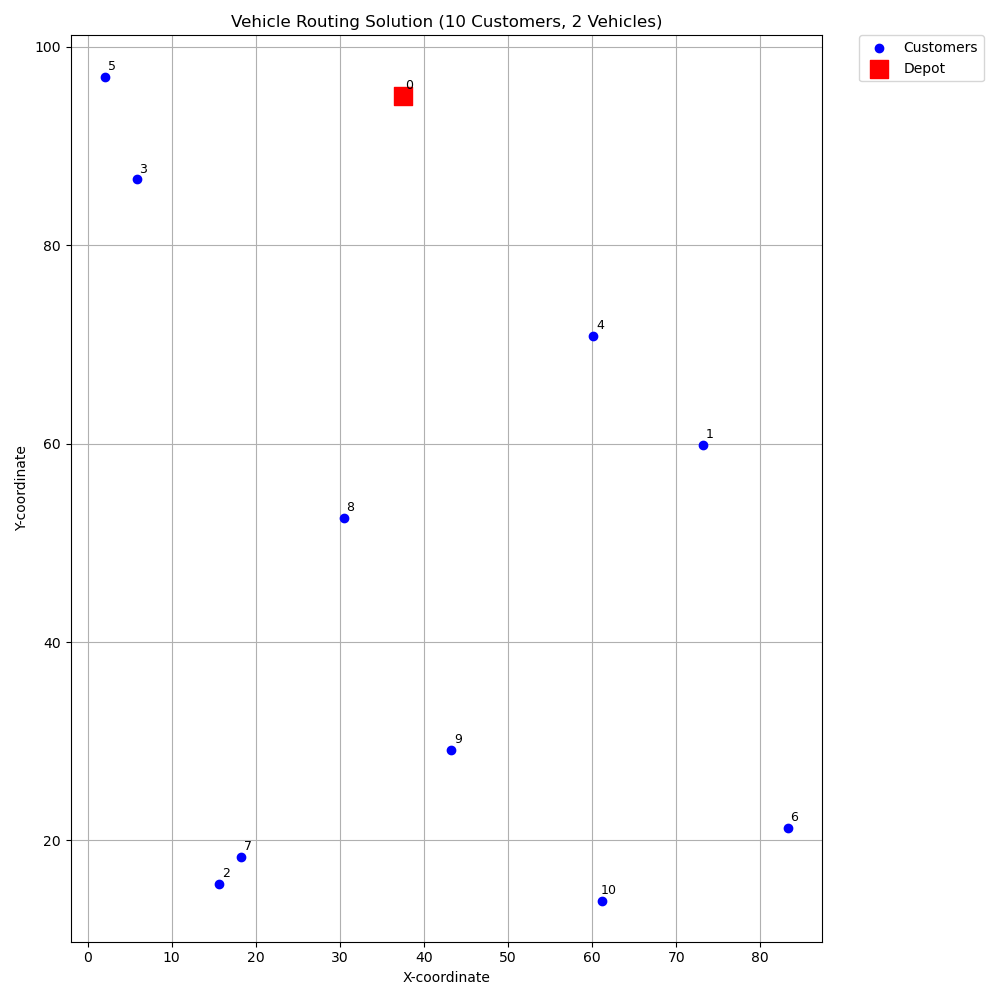 Vehicle Routing Solution (10 Customers, 2 Vehicles)
100
80
60
40
20
Y-coordinate
0 10 20 30 40 50 60 70 80
X-coordinate
Customers
Depot
5
0
3
4
1
8
9
6
7
2
10